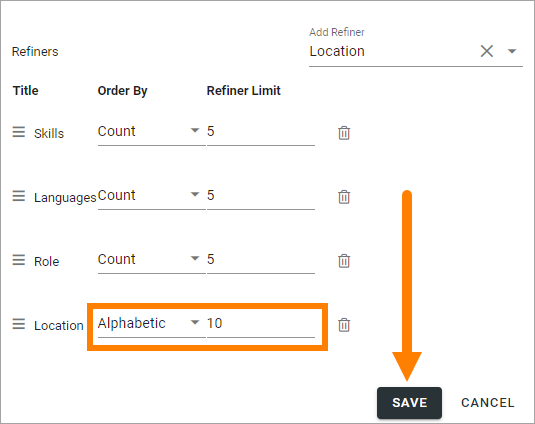 Add Refiner
Refiners
Location
Title Order By Refiner Limit
Skills Count 5
Languages Count 5
Role Count 5
Location Alphabetic 10
SAVE CANCEL